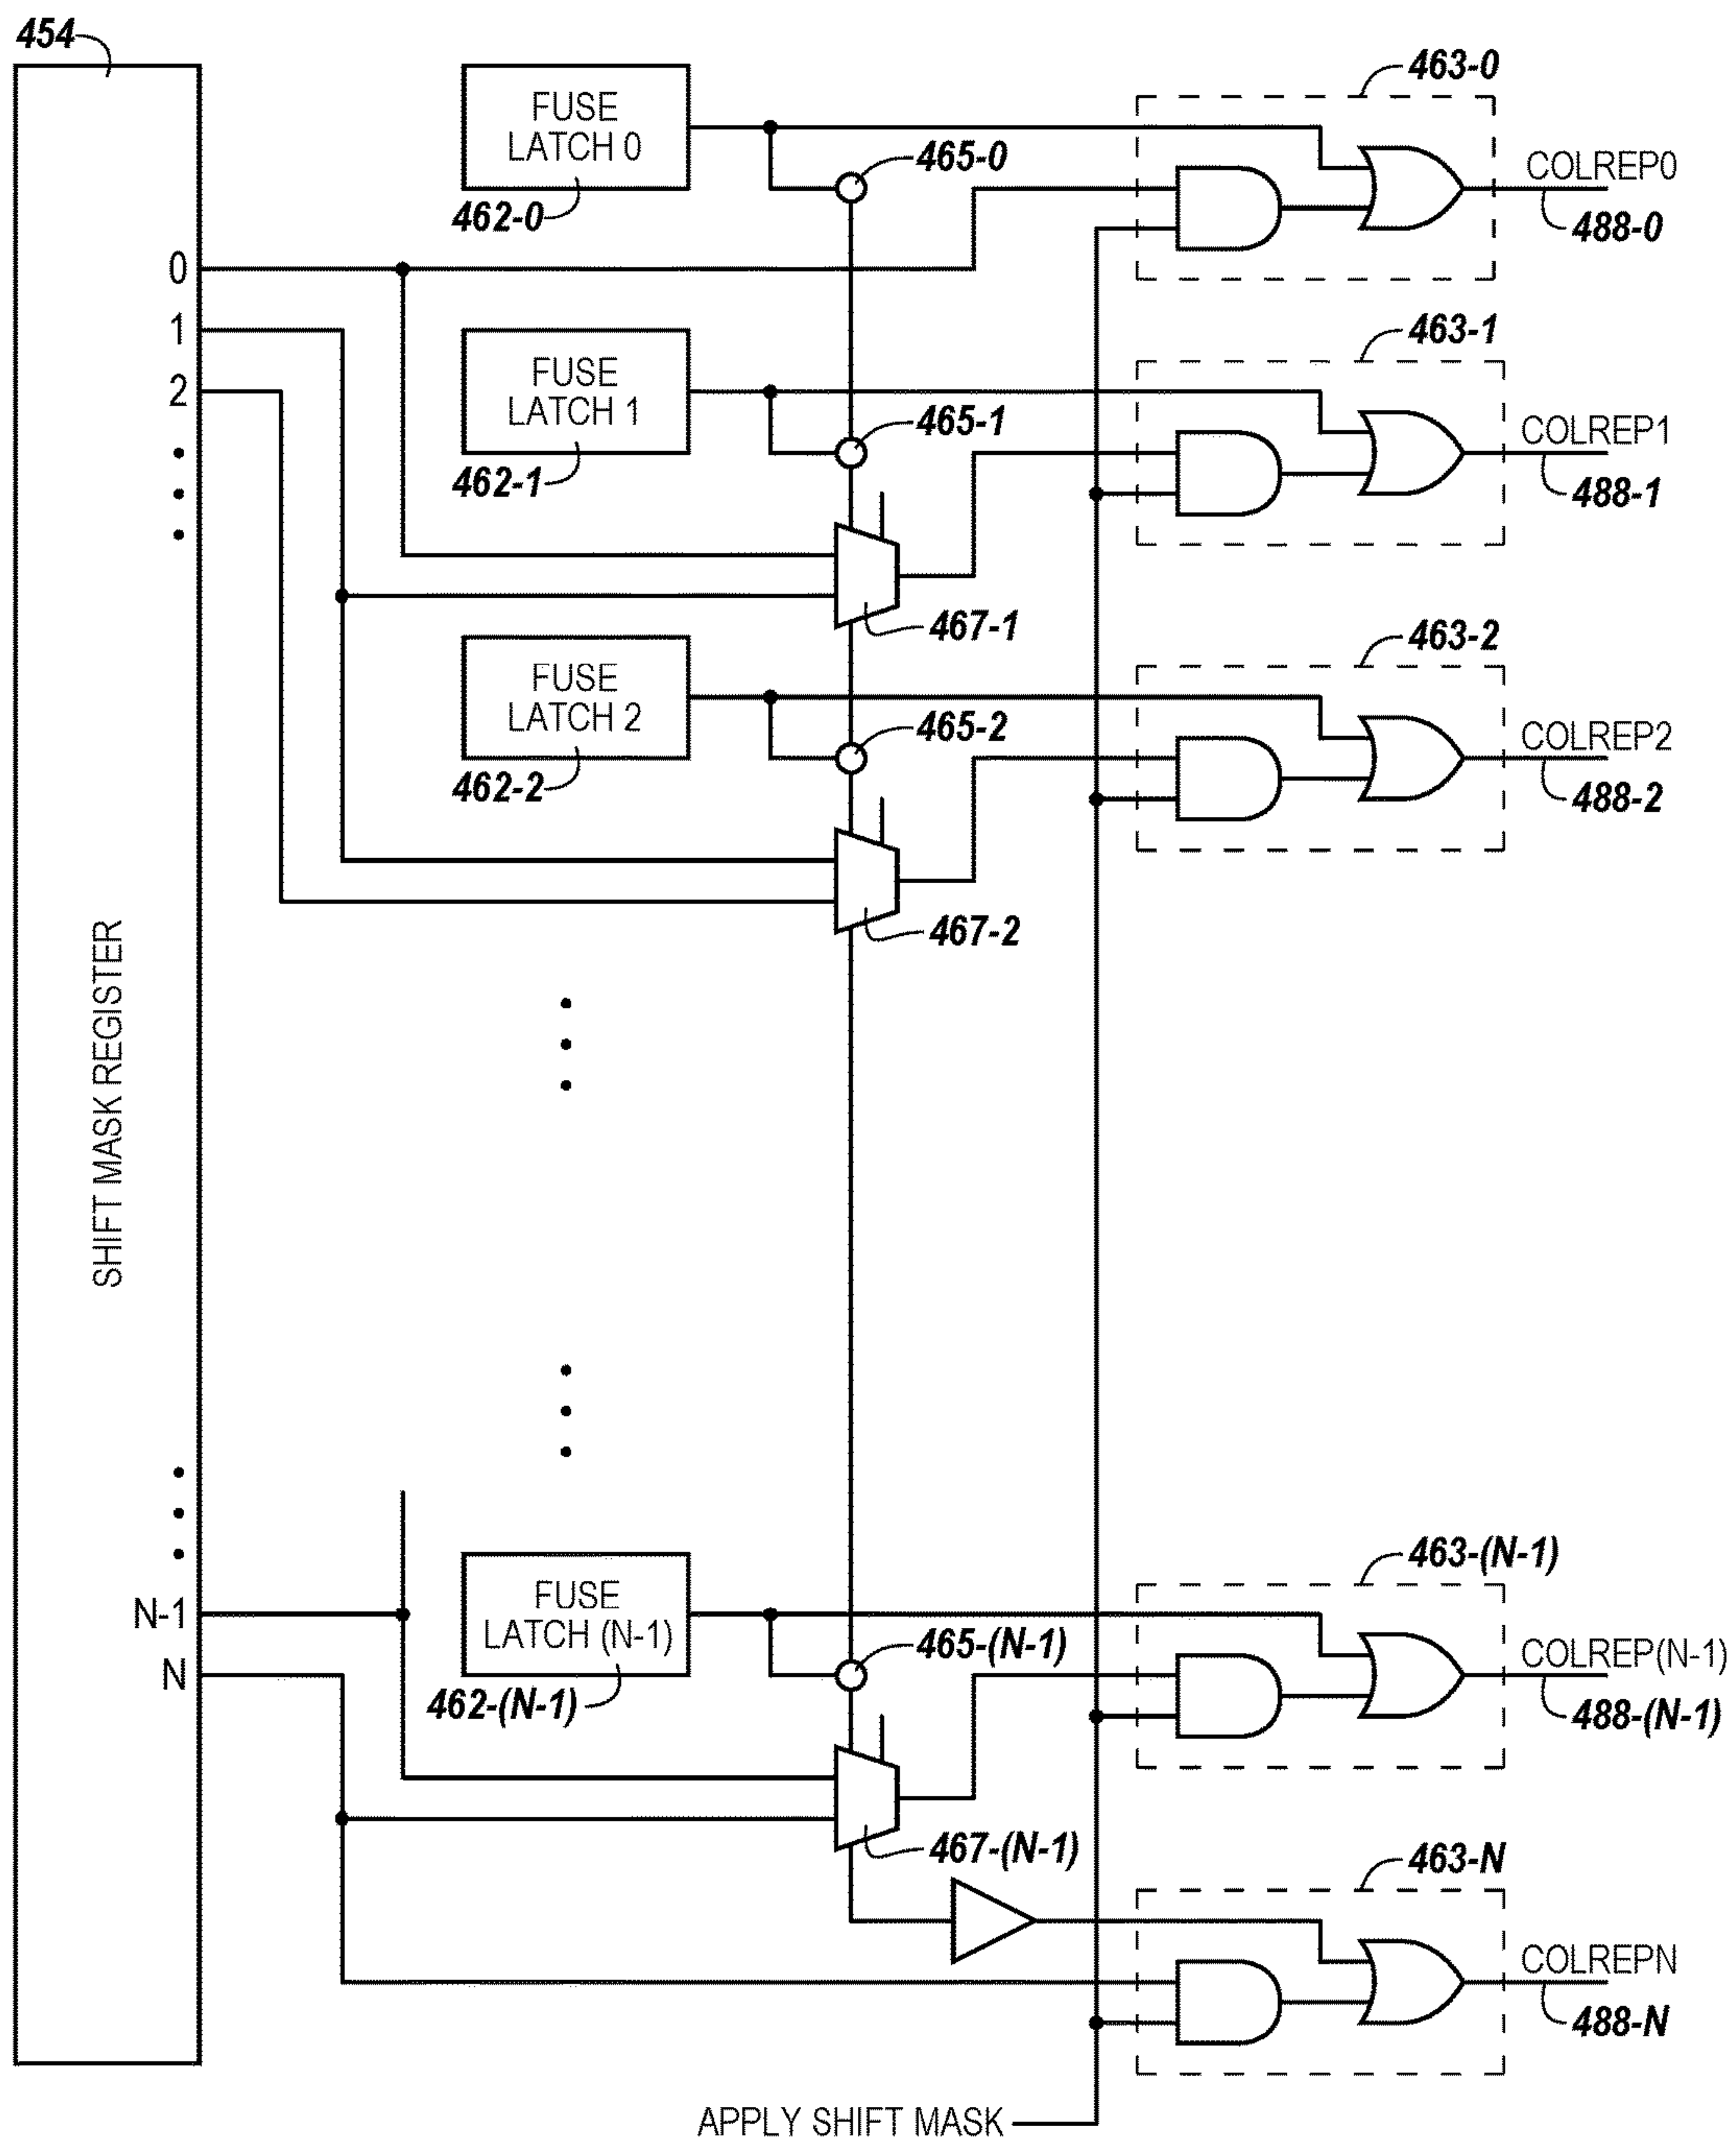 454
463-0
FUSE
LATCH 0
465-0
COLREP0
462-0
488-0
0
1
463-1
2
FUSE
LATCH 1
465-1
COLREP1
462-1
488-1
467-1
463-2
FUSE
LATCH 2
465-2
COLREP2
462-2
488-2
467-2
SHIFT MASK REGISTER
463-(N-1)
N-1
FUSE
LATCH (N-1)
465-(N-1)
COLREP(N-1)
N
462-(N-1)
488-(N-1)
467-(N-1)
463-N
COLREPN
488-N
APPLY SHIFT MASK